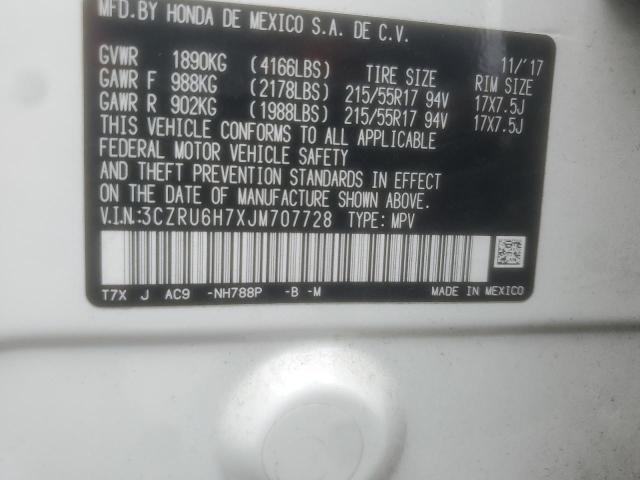 MFD.BY HONDA DE MEXICO S.A. DE C.V.
11/'17
GVWR 1890KG (4166LBS) TIRE SIZE RIM SIZE
GAWR F 988KG (2178LBS) 215/55R17 94V 17X7.5J
GAWR R 902KG (1988LBS) 215/55R17 94V 17X7.5J
THIS VEHICLE CONFORMS TO ALL APPLICABLE
FEDERAL MOTOR VEHICLE SAFETY
AND THEFT PREVENTION STANDARDS IN EFFECT
ON THE DATE OF MANUFACTURE SHOWN ABOVE.
V.I.N.:3CZRU6H7XJM707728 TYPE: MPV
T7X J AC9 -NH788P -B -M MADE IN MEXICO